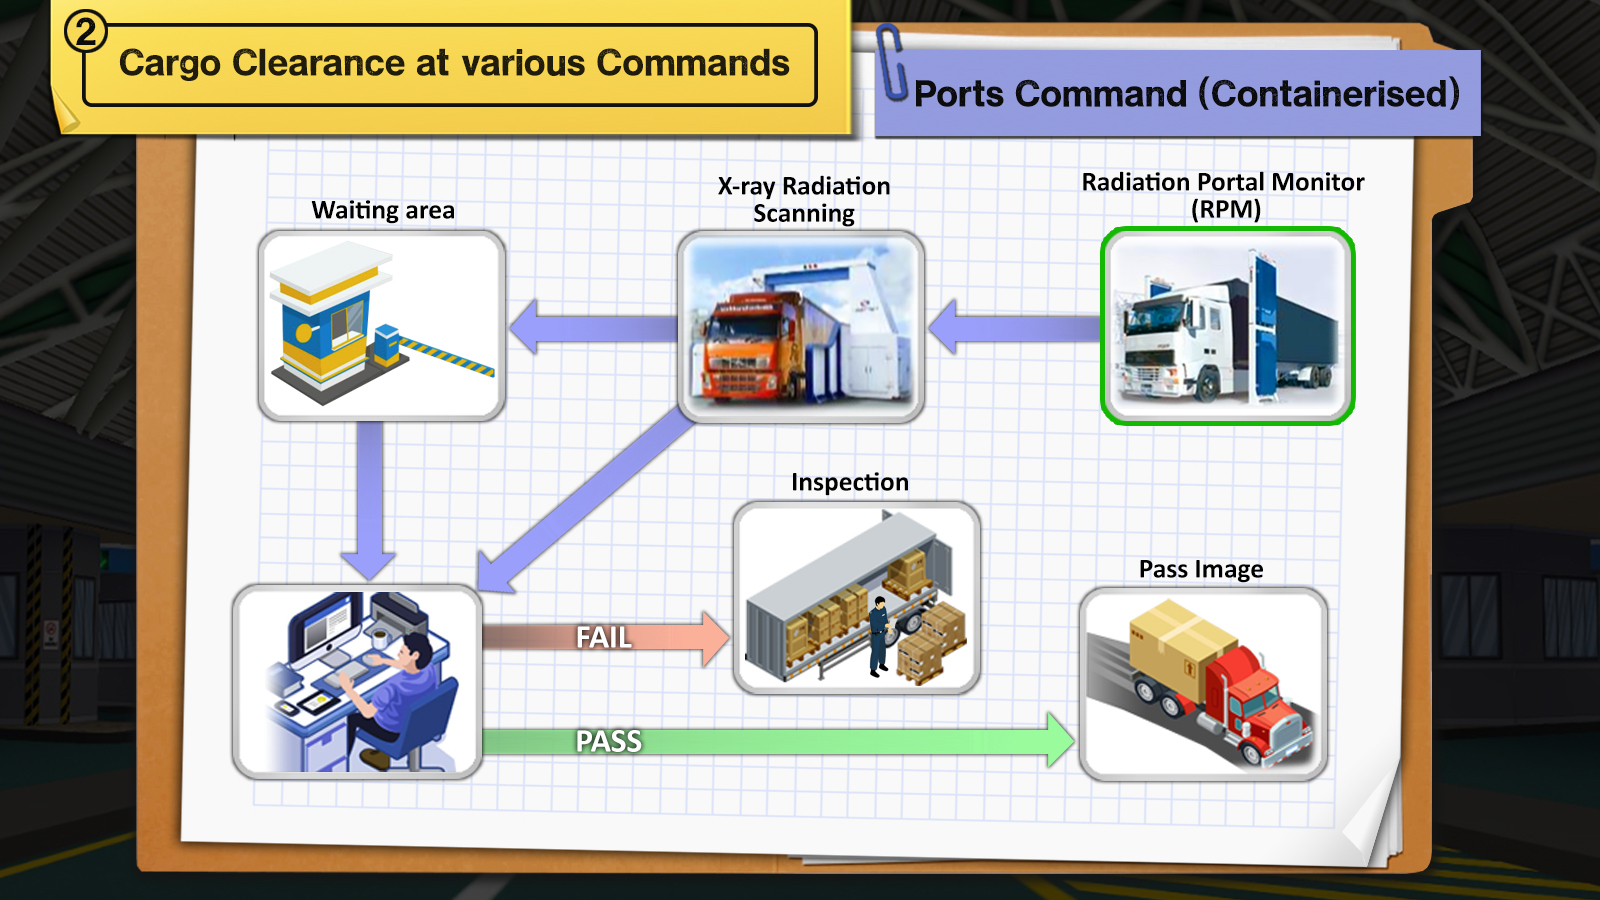 2
Cargo Clearance at various Commands
Ports Command (Containerised)
Waiting area
X-ray Radiation
Scanning
Radiation Portal Monitor
(RPM)
Inspection
Pass Image
FAIL
PASS